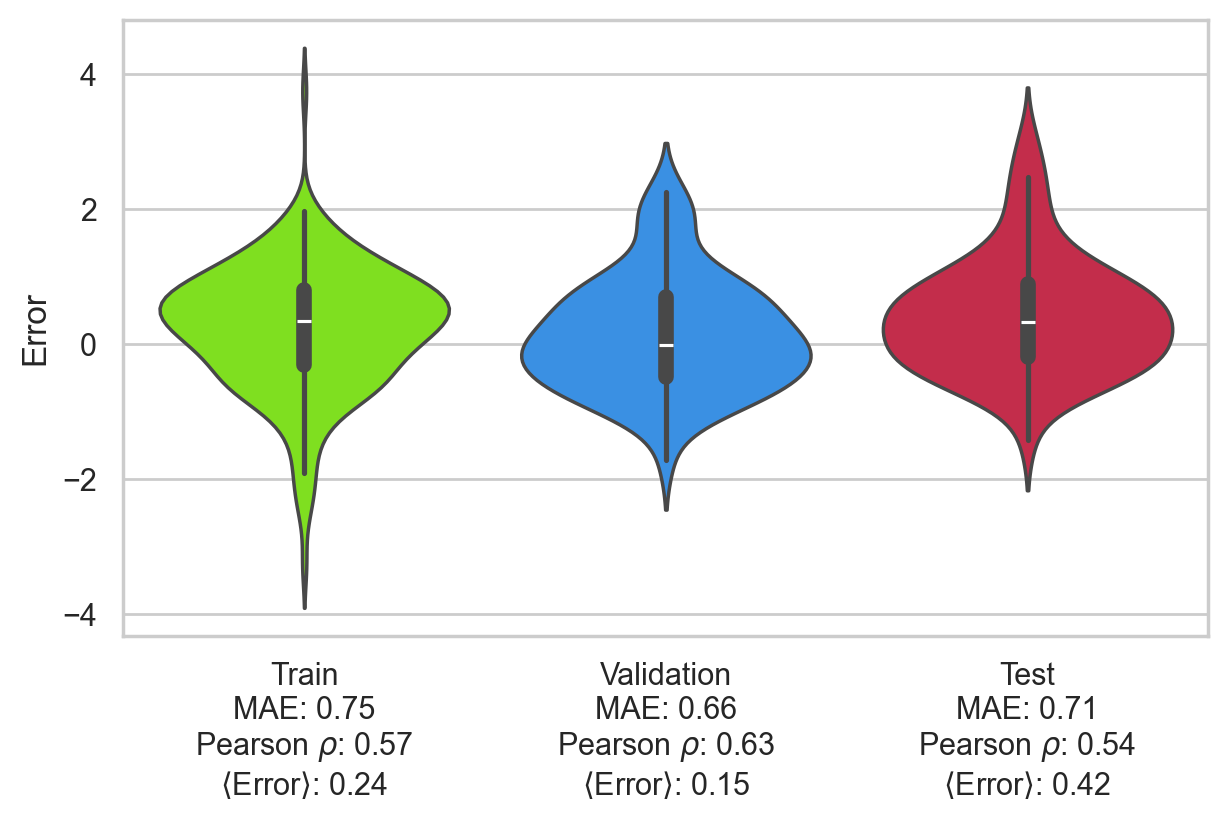 4
2
0
−2
−4
Error
Train
Validation
Test
MAE: 0.75
MAE: 0.66
MAE: 0.71
Pearson ρ: 0.57
Pearson ρ: 0.63
Pearson ρ: 0.54
⟨Error⟩: 0.24
⟨Error⟩: 0.15
⟨Error⟩: 0.42